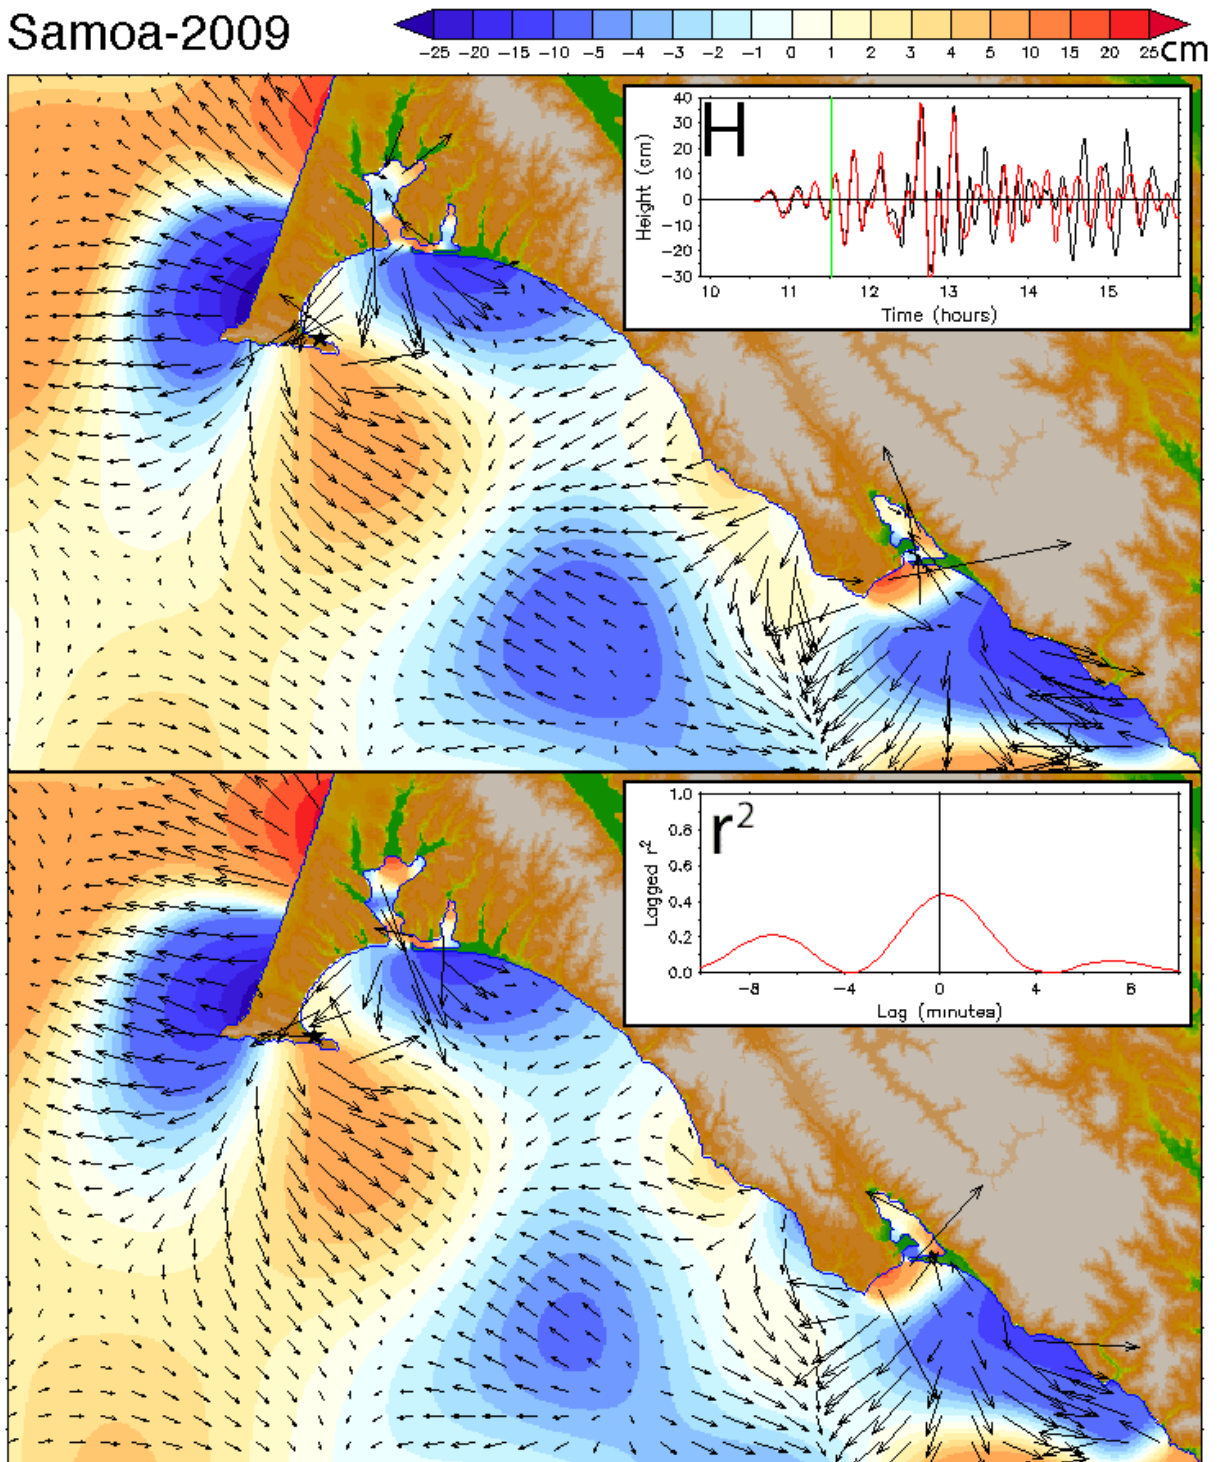 Samoa-2009
-25 -20 -15 -10 -5 -4 -3 -2 -1 0 1 2 3 4 5 10 15 20 25 cm
H
Height (cm)
40
30
20
10
0
-10
-20
-30
10 11 12 13 14 15
Time (hours)
r²
Lagged r²
1.0
0.8
0.6
0.4
0.2
0.0
-8 -4 0 4 8
Lag (minutes)